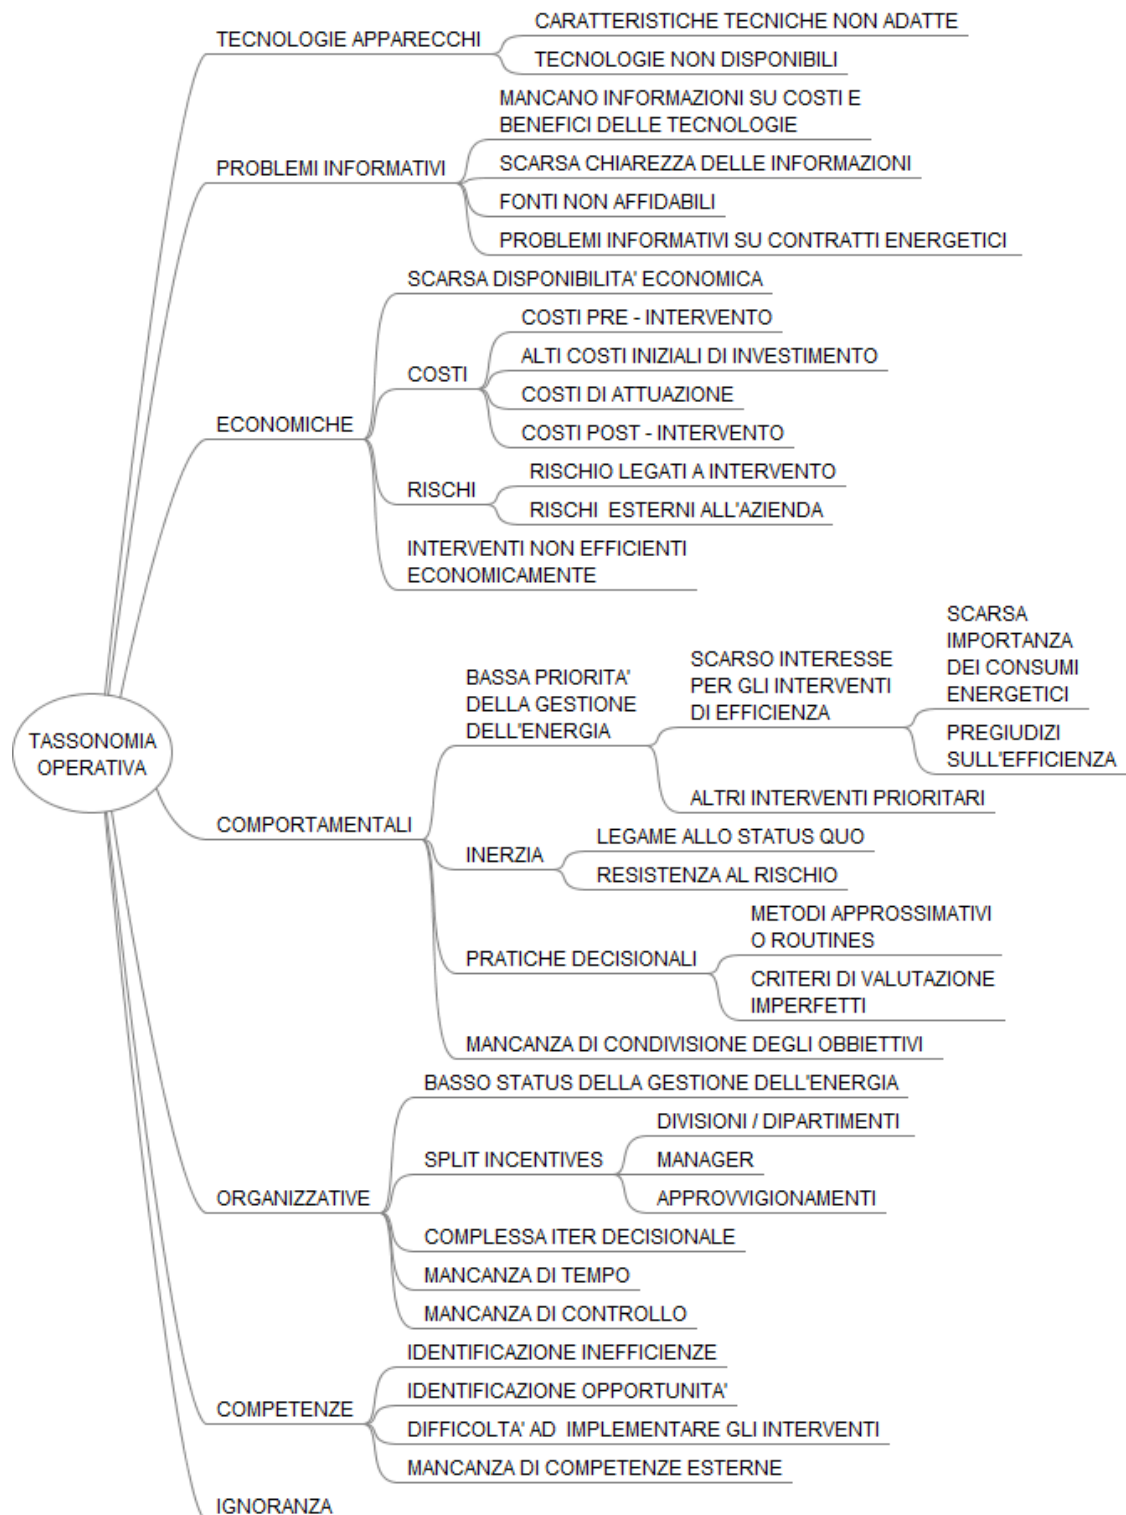 TECNOLOGIE APPARECCHI
CARATTERISTICHE TECNICHE NON ADATTE
TECNOLOGIE NON DISPONIBILI
PROBLEMI INFORMATIVI
MANCANO INFORMAZIONI SU COSTI E
BENEFICI DELLE TECNOLOGIE
SCARSA CHIAREZZA DELLE INFORMAZIONI
FONTI NON AFFIDABILI
PROBLEMI INFORMATIVI SU CONTRATTI ENERGETICI
ECONOMICHE
SCARSA DISPONIBILITA' ECONOMICA
COSTI
COSTI PRE - INTERVENTO
ALTI COSTI INIZIALI DI INVESTIMENTO
COSTI DI ATTUAZIONE
COSTI POST - INTERVENTO
RISCHI
RISCHIO LEGATI A INTERVENTO
RISCHI  ESTERNI ALL'AZIENDA
INTERVENTI NON EFFICIENTI
ECONOMICAMENTE
TASSONOMIA
OPERATIVA
COMPORTAMENTALI
BASSA PRIORITA'
DELLA GESTIONE
DELL'ENERGIA
SCARSO INTERESSE
PER GLI INTERVENTI
DI EFFICIENZA
SCARSA
IMPORTANZA
DEI CONSUMI
ENERGETICI
PREGIUDIZI
SULL'EFFICIENZA
ALTRI INTERVENTI PRIORITARI
INERZIA
LEGAME ALLO STATUS QUO
RESISTENZA AL RISCHIO
PRATICHE DECISIONALI
METODI APPROSSIMATIVI
O ROUTINES
CRITERI DI VALUTAZIONE
IMPERFETTI
MANCANZA DI CONDIVISIONE DEGLI OBBIETTIVI
ORGANIZZATIVE
BASSO STATUS DELLA GESTIONE DELL'ENERGIA
SPLIT INCENTIVES
DIVISIONI / DIPARTIMENTI
MANAGER
APPROVVIGIONAMENTI
COMPLESSA ITER DECISIONALE
MANCANZA DI TEMPO
MANCANZA DI CONTROLLO
COMPETENZE
IDENTIFICAZIONE INEFFICIENZE
IDENTIFICAZIONE OPPORTUNITA'
DIFFICOLTA' AD  IMPLEMENTARE GLI INTERVENTI
MANCANZA DI COMPETENZE ESTERNE
IGNORANZA